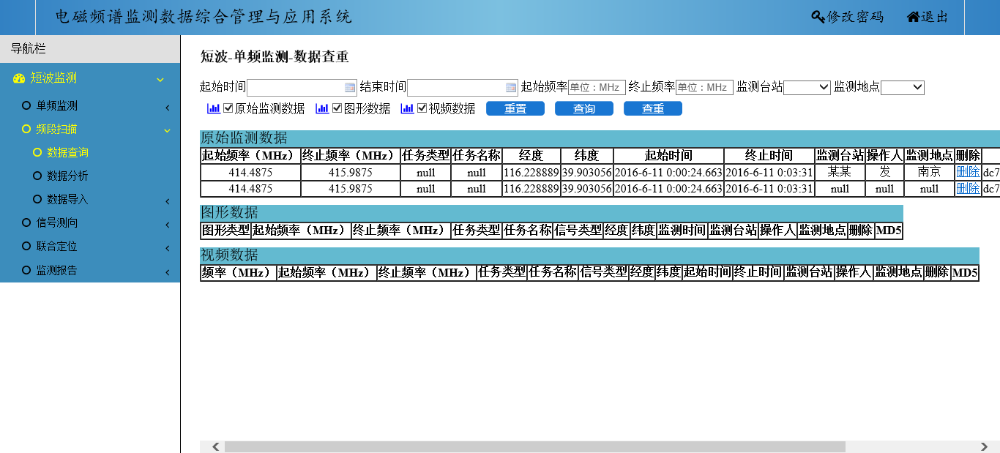 电磁频谱监测数据综合管理与应用系统 修改密码 退出
导航栏
短波监测
单频监测
频段扫描
数据查询
数据分析
数据导入
信号测向
联合定位
监测报告
短波-单频监测-数据查重
起始时间 结束时间 起始频率 单位：MHz 终止频率 单位：MHz 监测台站 监测地点
原始监测数据 图形数据 视频数据 重置 查询 查重
原始监测数据
起始频率（MHz） 终止频率（MHz） 任务类型 任务名称 经度 纬度 起始时间 终止时间 监测台站 操作人 监测地点 删除
414.4875 415.9875 null null 116.228889 39.903056 2016-6-11 0:00:24.663 2016-6-11 0:03:31 某某 发 南京 删除 dc7
414.4875 415.9875 null null 116.228889 39.903056 2016-6-11 0:00:24.663 2016-6-11 0:03:31 null null null 删除 dc7
图形数据
图形类型 起始频率（MHz） 终止频率（MHz） 任务类型 任务名称 信号类型 经度 纬度 监测时间 监测台站 操作人 监测地点 删除 MD5
视频数据
频率（MHz） 起始频率（MHz） 终止频率（MHz） 任务类型 任务名称 信号类型 经度 纬度 起始时间 终止时间 监测台站 操作人 监测地点 删除 MD5